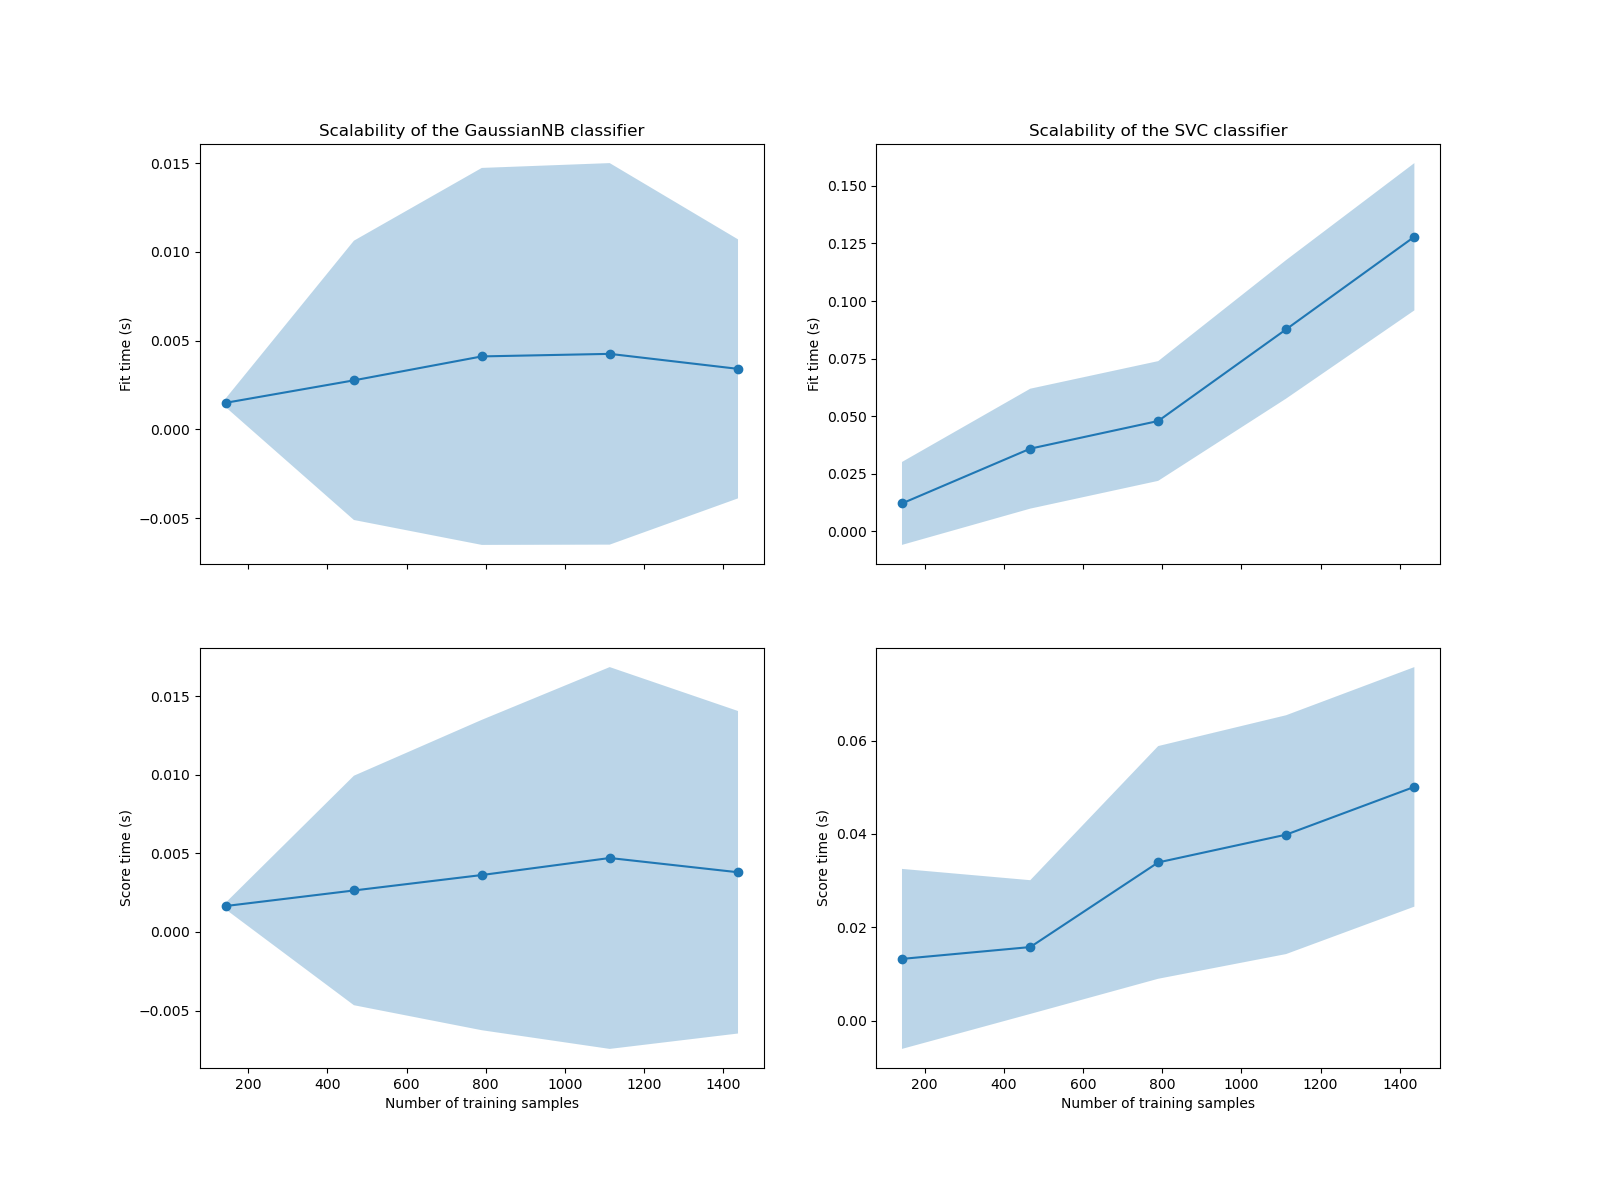 Scalability of the GaussianNB classifier
0.015
0.010
0.005
0.000
−0.005
Fit time (s)
Scalability of the SVC classifier
0.150
0.125
0.100
0.075
0.050
0.025
0.000
Fit time (s)
0.015
0.010
0.005
0.000
−0.005
Score time (s)
200 400 600 800 1000 1200 1400
Number of training samples
0.06
0.04
0.02
0.00
Score time (s)
200 400 600 800 1000 1200 1400
Number of training samples